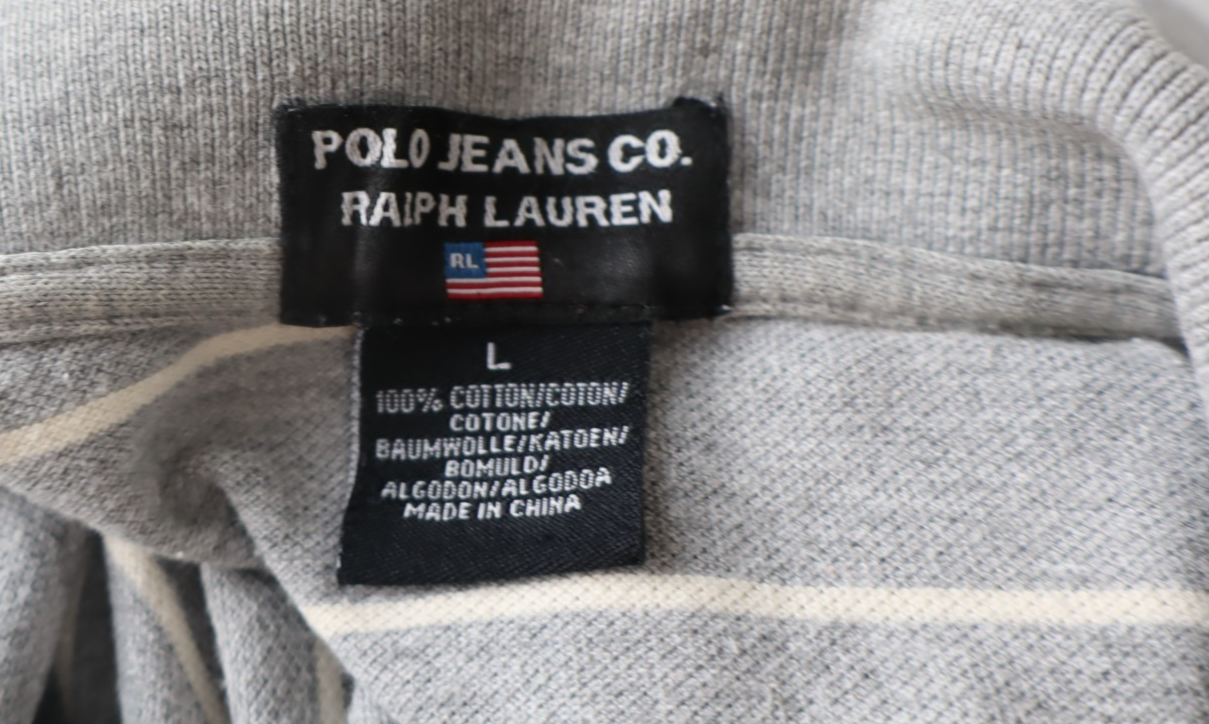 POLO JEANS CO.
RALPH LAUREN
RL
L
100% COTTON/COTON/
COTONE/
BAUMWOLLE/KATOEN/
BOMULD/
ALGODON/ALGODOA
MADE IN CHINA